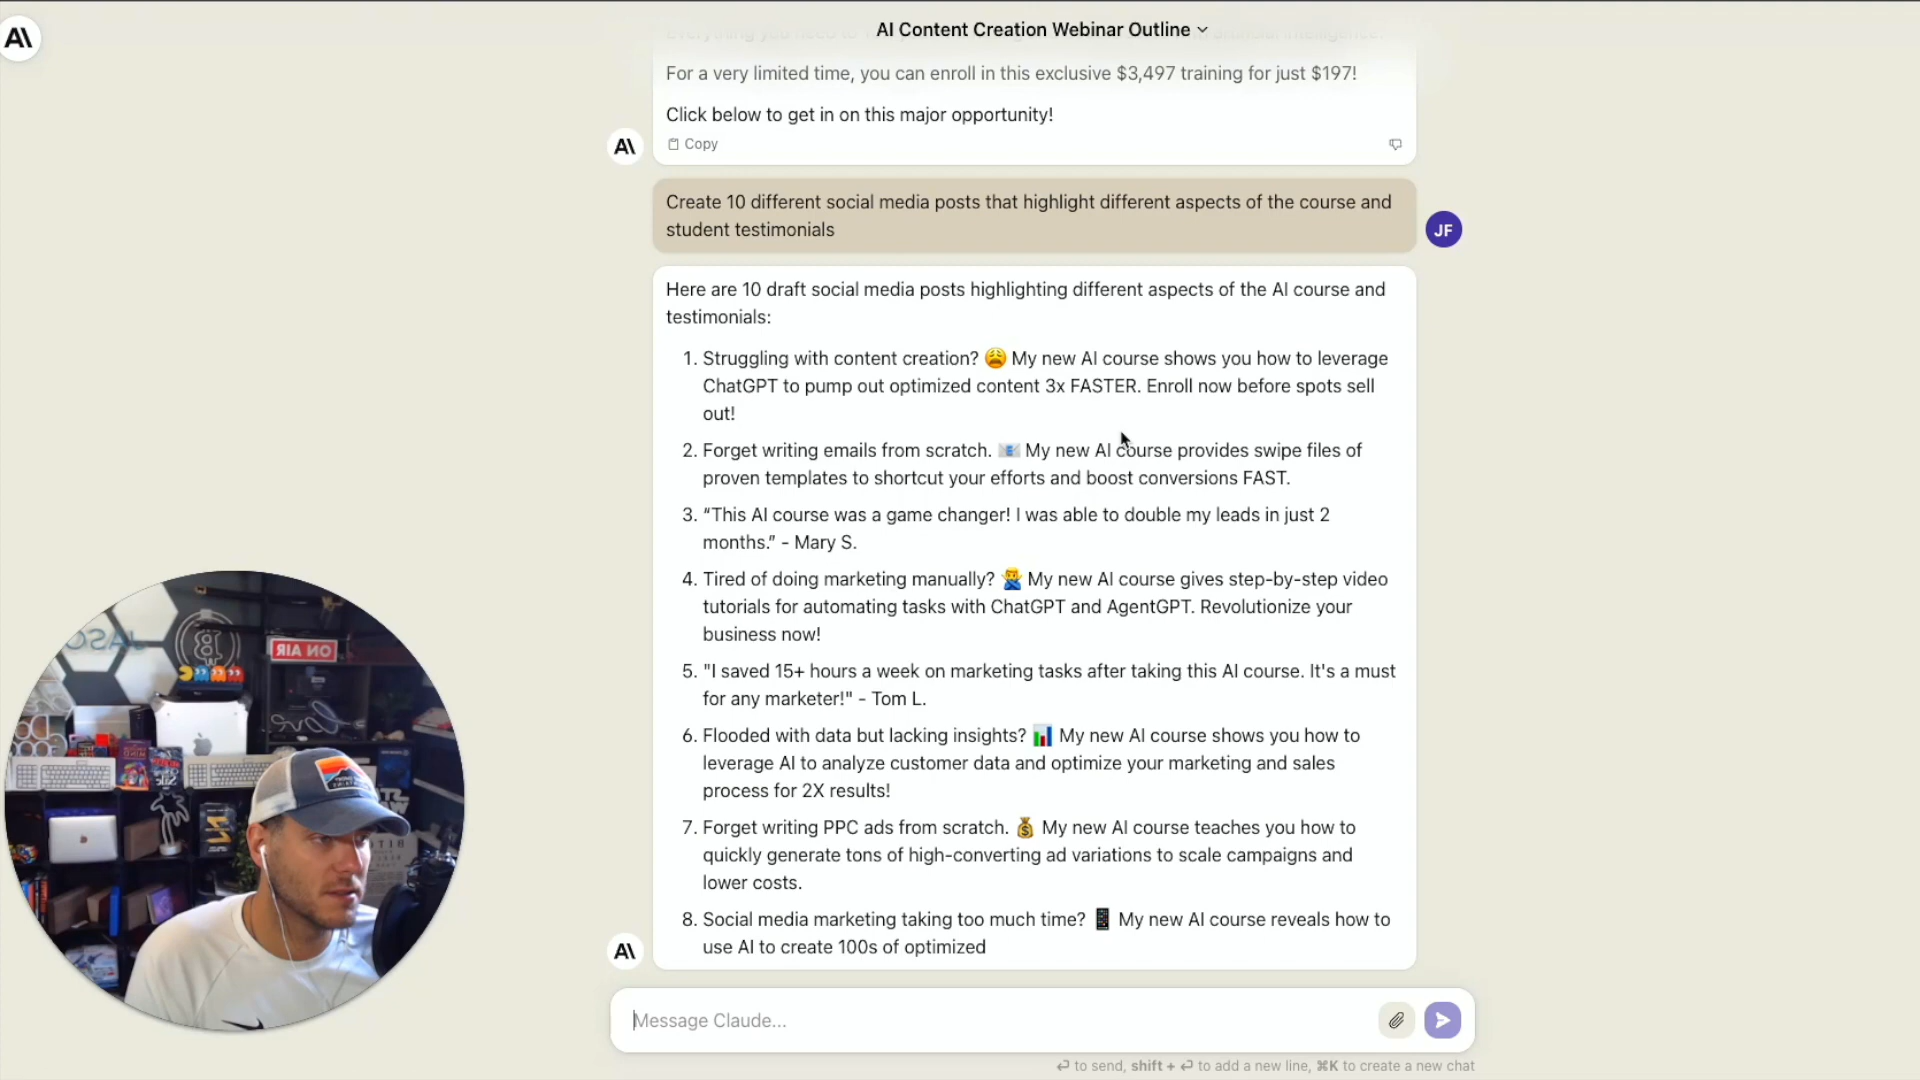 AI Content Creation Webinar Outline
For a very limited time, you can enroll in this exclusive $3,497 training for just $197!
Click below to get in on this major opportunity!
Copy
Create 10 different social media posts that highlight different aspects of the course and
student testimonials
JF
Here are 10 draft social media posts highlighting different aspects of the AI course and
testimonials:
1. Struggling with content creation? 😩 My new AI course shows you how to leverage
ChatGPT to pump out optimized content 3x FASTER. Enroll now before spots sell
out!
2. Forget writing emails from scratch. 📧 My new AI course provides swipe files of
proven templates to shortcut your efforts and boost conversions FAST.
3. “This AI course was a game changer! I was able to double my leads in just 2
months.” - Mary S.
4. Tired of doing marketing manually? 🙅‍♂️ My new AI course gives step-by-step video
tutorials for automating tasks with ChatGPT and AgentGPT. Revolutionize your
business now!
5. "I saved 15+ hours a week on marketing tasks after taking this AI course. It's a must
for any marketer!" - Tom L.
6. Flooded with data but lacking insights? 📊 My new AI course shows you how to
leverage AI to analyze customer data and optimize your marketing and sales
process for 2X results!
7. Forget writing PPC ads from scratch. 💰 My new AI course teaches you how to
quickly generate tons of high-converting ad variations to scale campaigns and
lower costs.
8. Social media marketing taking too much time? 📱 My new AI course reveals how to
use AI to create 100s of optimized
Message Claude...
⏎ to send, shift + ⏎ to add a new line, ⌘K to create a new chat
ON AIR